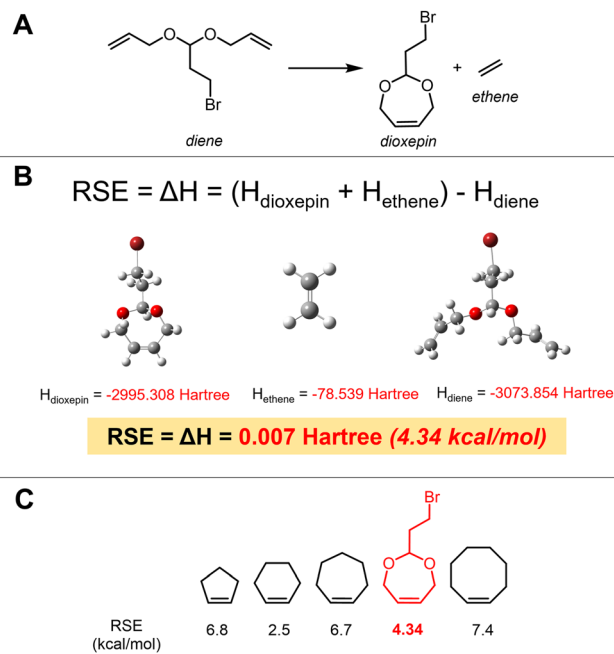 A
O O
Br
diene
Br
O O
dioxepin
+
ethene
B
RSE = ΔH = (Hdioxepin + Hethene) - Hdiene
Hdioxepin = -2995.308 Hartree Hethene = -78.539 Hartree Hdiene = -3073.854 Hartree
RSE = ΔH = 0.007 Hartree (4.34 kcal/mol)
C
Br
O O
RSE 6.8 2.5 6.7 4.34 7.4
(kcal/mol)